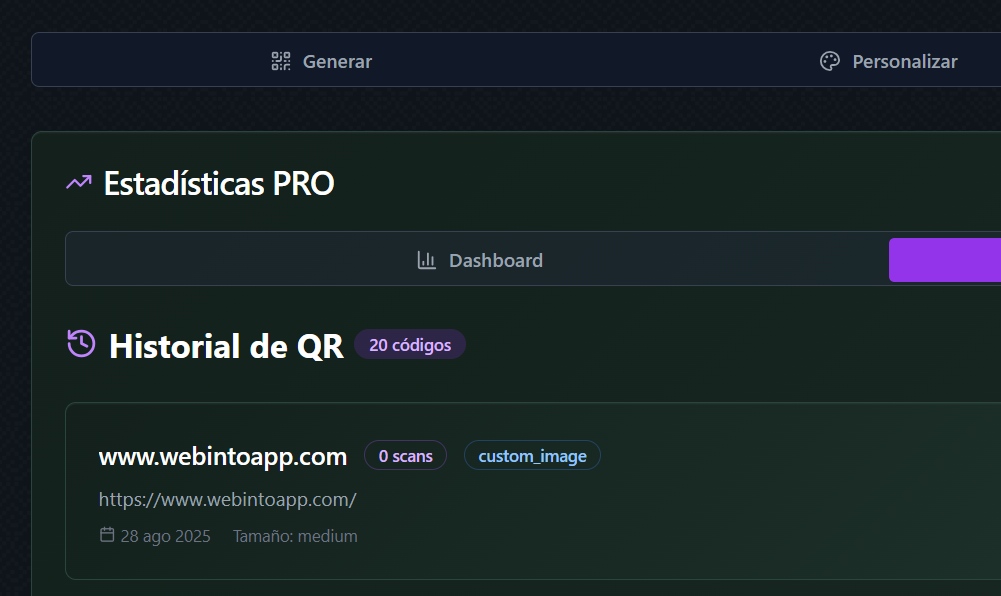 Generar
Personalizar
Estadísticas PRO
Dashboard
Historial de QR 20 códigos
www.webintoapp.com 0 scans custom_image
https://www.webintoapp.com/
28 ago 2025 Tamaño: medium